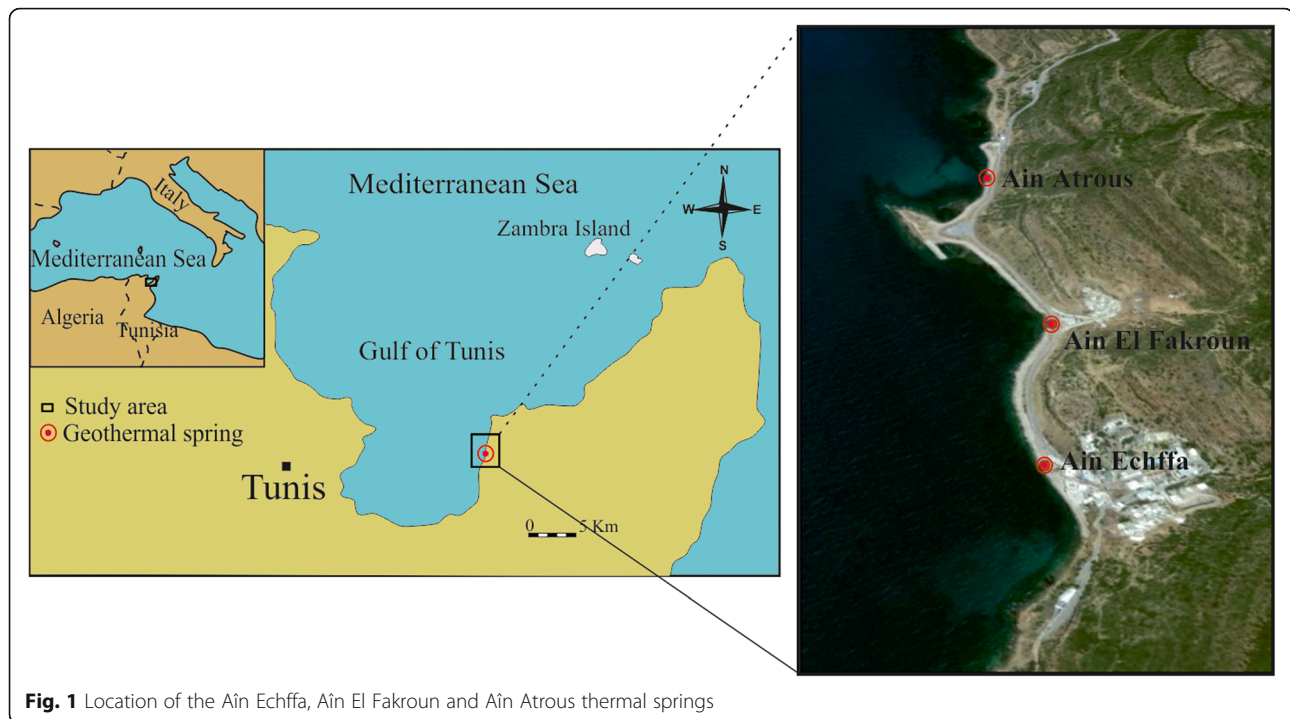 Mediterranean Sea
N
W E
S
Zambra Island
Italy
Mediterranean Sea
Algeria
Tunisia
Gulf of Tunis
Study area
Geothermal spring
Tunis
0 5 Km
Ain Atrous
Ain El Fakroun
Ain Echffa
Fig. 1 Location of the Aîn Echffa, Aîn El Fakroun and Aîn Atrous thermal springs